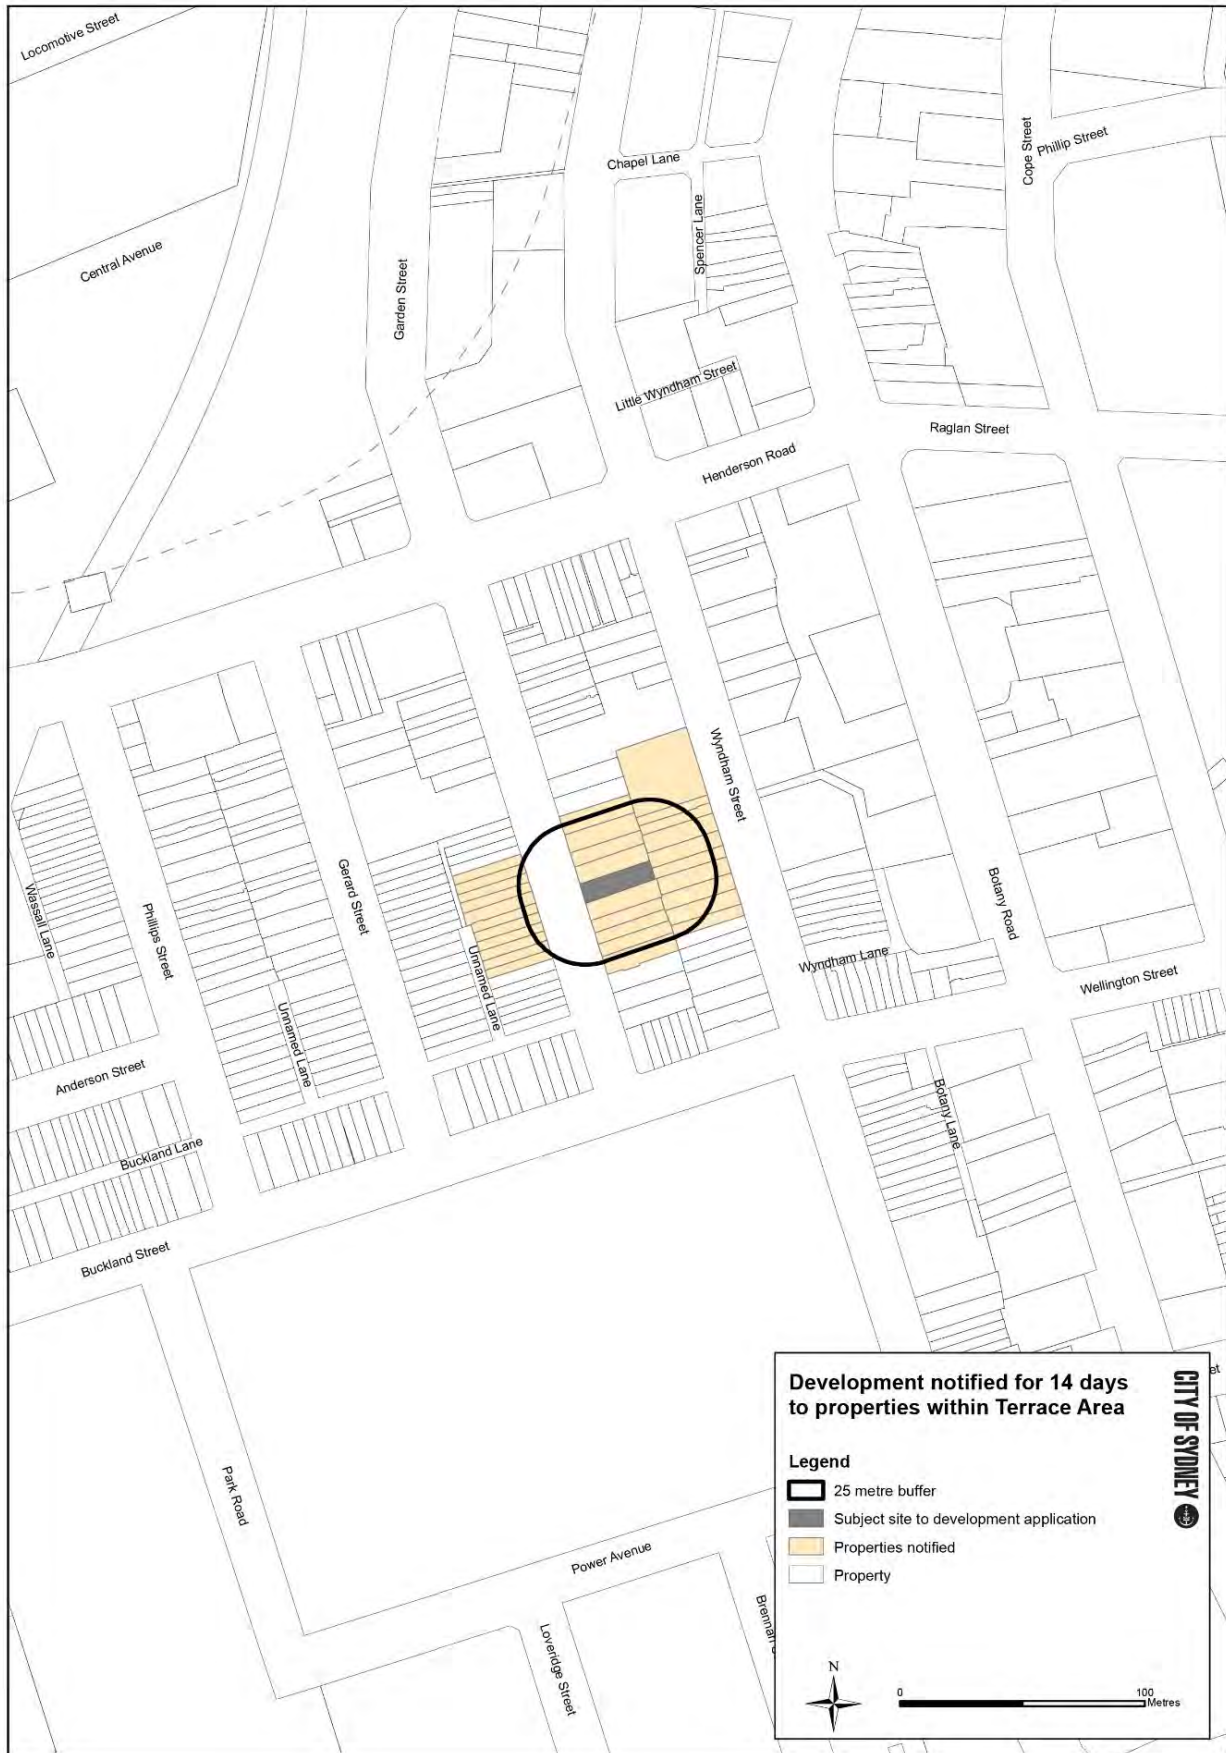 Locomotive Street
Phillip Street
Cope Street
Chapel Lane
Spencer Lane
Central Avenue
Garden Street
Little Wyndham Street
Raglan Street
Henderson Road
Wyndham Street
Gerard Street
Botany Road
Wassall Lane
Phillips Street
Unnamed Lane
Wyndham Lane
Wellington Street
Unnamed Lane
Anderson Street
Botany Lane
Buckland Lane
Buckland Street
Park Road
Power Avenue
Loveridge Street
Brennan
et
Development notified for 14 days
to properties within Terrace Area
CITY OF SYDNEY
Legend
25 metre buffer
Subject site to development application
Properties notified
Property
N
0
100
Metres